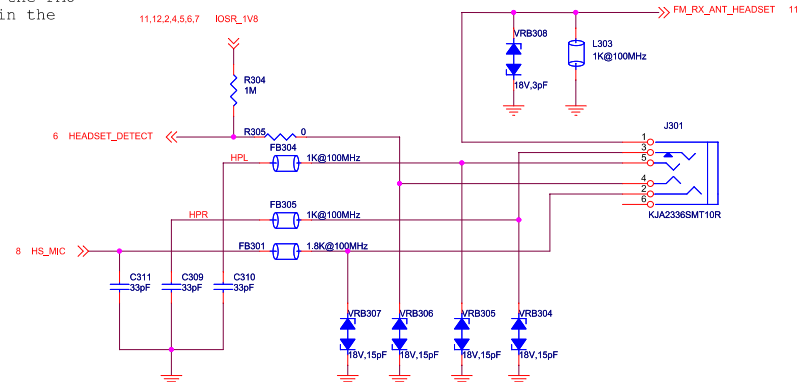 in the
11,12,2,4,5,6,7 IOSR_1V8
FM_RX_ANT_HEADSET 11
VRB308
L303
1K@100MHz
18V,3pF
R304
1M
J301
6 HEADSET_DETECT
R305 0
FB304
HPL 1K@100MHz
1
3
5
4
2
6
KJA2336SMT10R
FB305
HPR 1K@100MHz
8 HS_MIC
FB301 1.8K@100MHz
C311
33pF
C309
33pF
C310
33pF
VRB307
VRB306
VRB305
VRB304
18V,15pF
18V,15pF
18V,15pF
18V,15pF